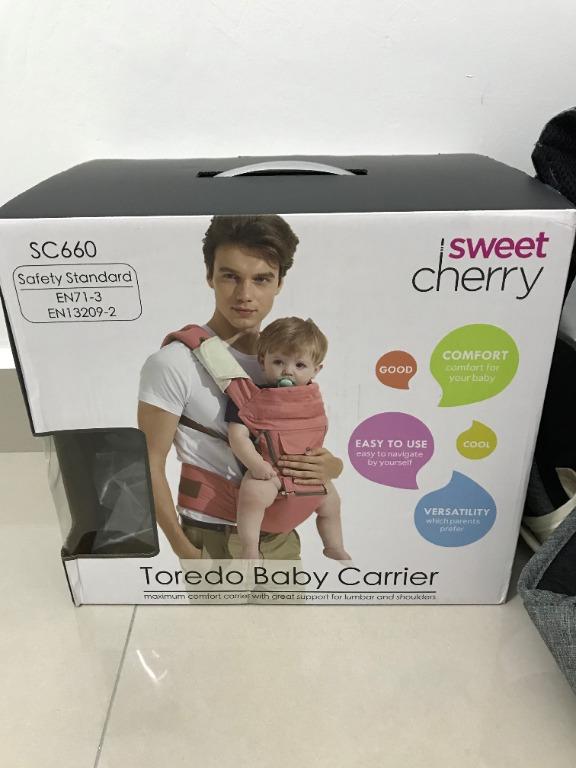 SC660
Safety Standard
EN71-3
EN13209-2
sweet
cherry
GOOD
COMFORT
comfort for
your baby
EASY TO USE
easy to navigate
by yourself
COOL
VERSATILITY
which parents
prefer
Toredo Baby Carrier
maximum comfort carrier with great support for lumbar and shoulders